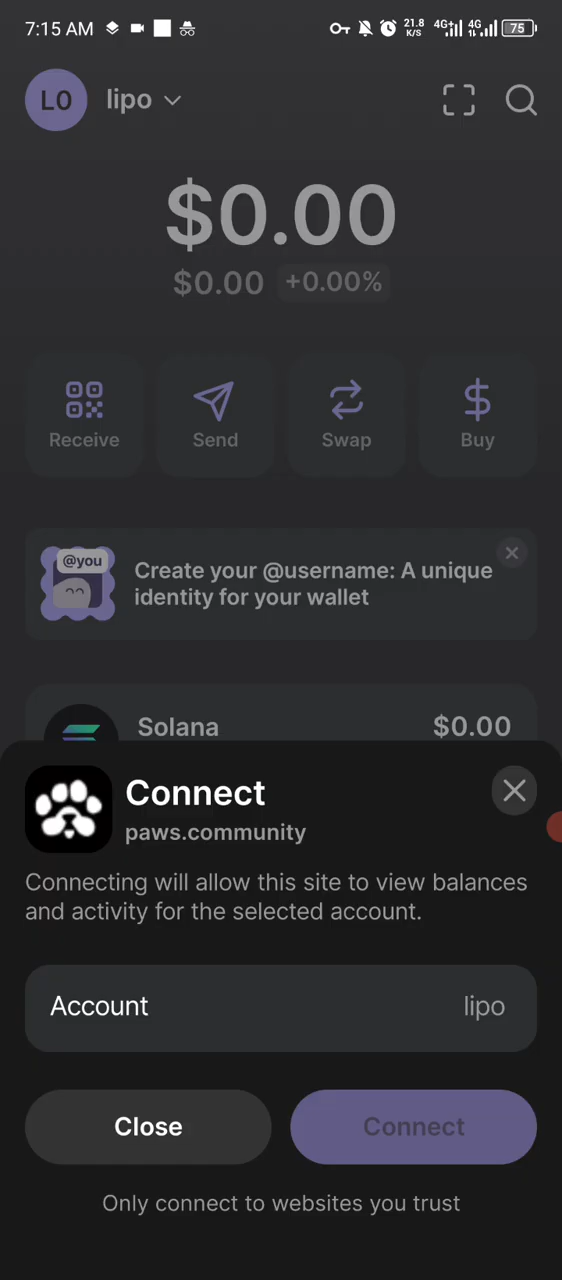 7:15 AM 21.8 K/S 4G+ 4G 75
LO lipo
$0.00
$0.00 +0.00%
Receive Send Swap Buy
@you
Create your @username: A unique
identity for your wallet
Solana $0.00
Connect
paws.community
Connecting will allow this site to view balances
and activity for the selected account.
Account lipo
Close Connect
Only connect to websites you trust